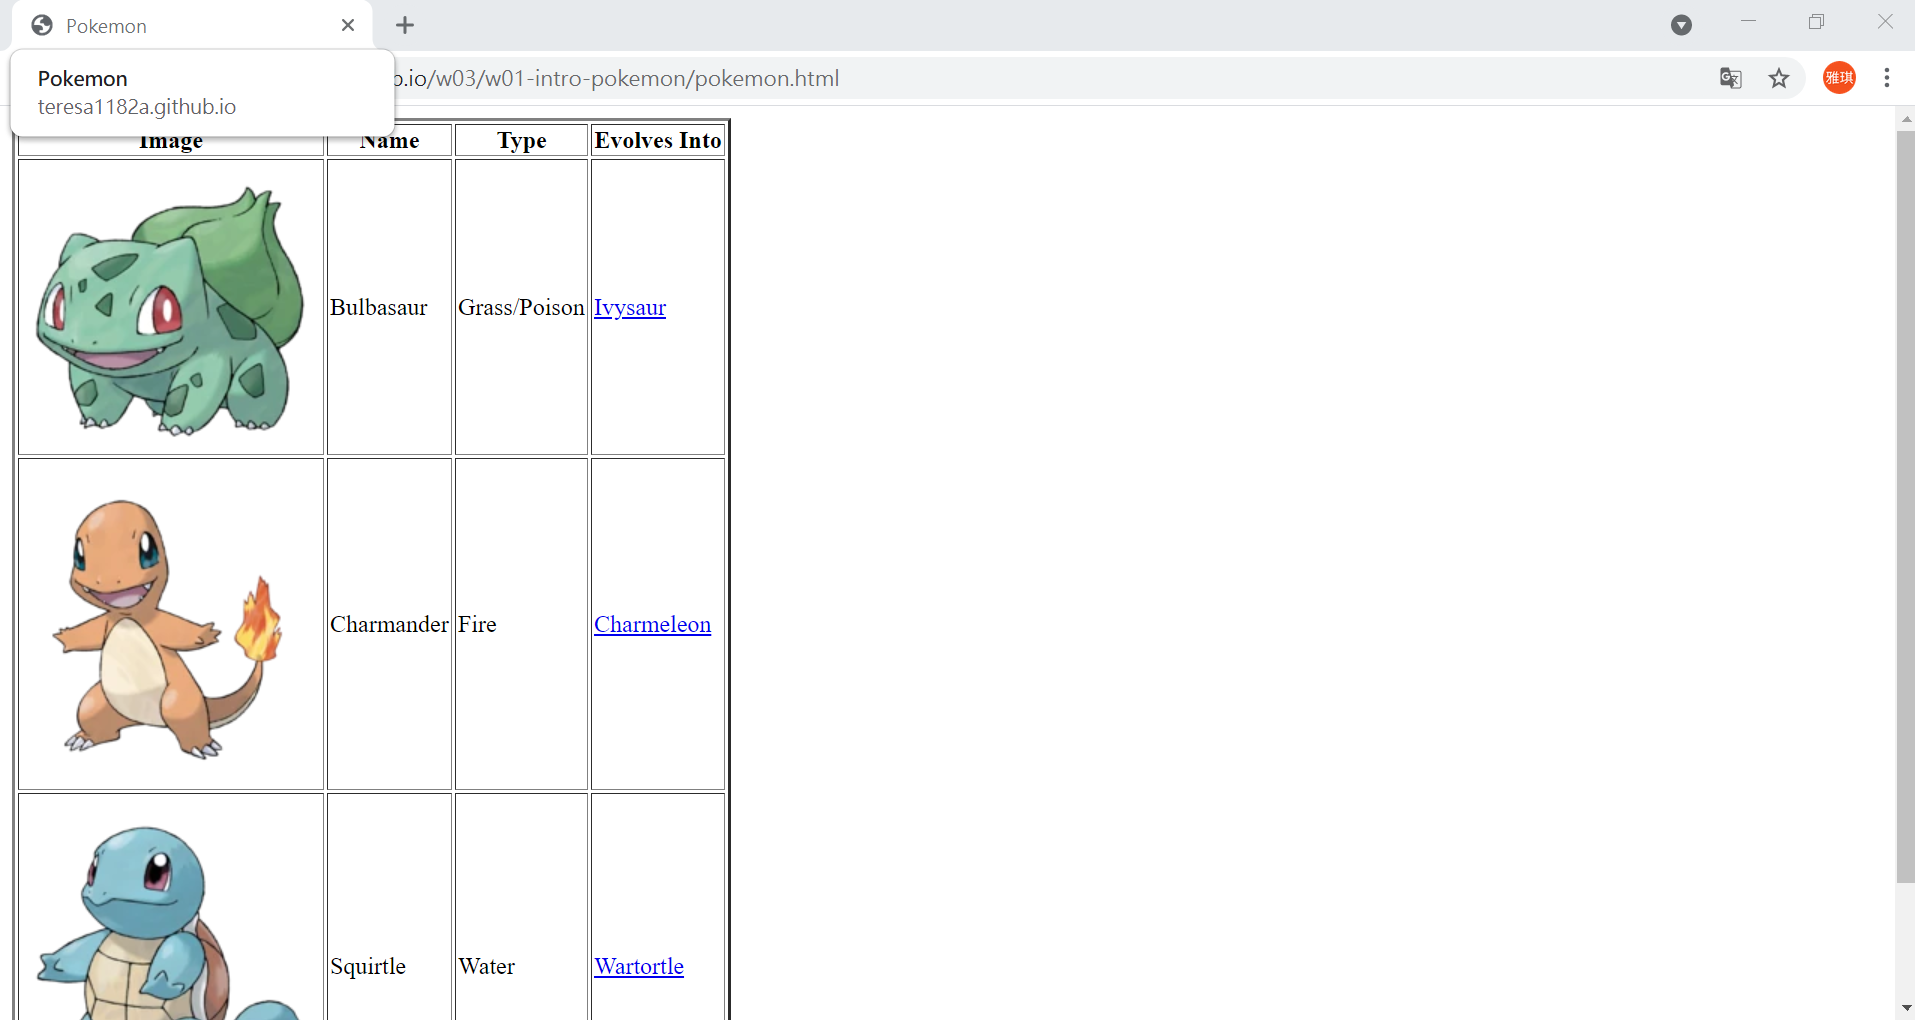 Pokemon
Pokemon
teresa1182a.github.io
.io/w03/w01-intro-pokemon/pokemon.html
雅琪
Image Name Type Evolves Into
Bulbasaur Grass/Poison Ivysaur
Charmander Fire Charmeleon
Squirtle Water Wartortle